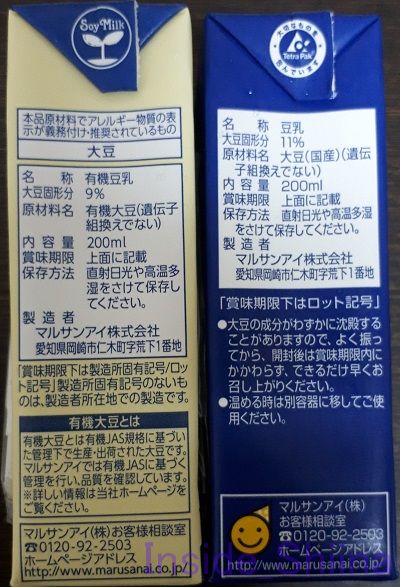 Soy Milk
本品原材料でアレルギー物質の表
示が義務付け・推奨されているもの
大豆
名称 有機豆乳
大豆固形分 9%
原材料名 有機大豆(遺伝子
組換えでない)
内容量 200ml
賞味期限 上面に記載
保存方法 直射日光や高温多
湿をさけて保存し
てください。
製造者
マルサンアイ株式会社
愛知県岡崎市仁木町字荒下1番地
「賞味期限下は製造所固有記号/ロッ
ト記号」製造所固有記号のないも
のは、製造者所在地での製造です。
有機大豆とは
有機大豆とは有機JAS規格に基づい
た管理下で生産・出荷された大豆です。
マルサンアイでは有機JASに基づく
管理を行い、品質を確認しています。
※詳しい情報は当社ホームページを
ご覧ください。
マルサンアイ(株)お客様相談室
☎0120-92-2503
ホームページアドレス
http://www.marusanai.co.jp/
大切なものを
Tetra Pak
包んでいます
名称 豆乳
大豆固形分 11%
原材料名 大豆(国産)(遺伝
子組換えでない)
内容量 200ml
賞味期限 上面に記載
保存方法 直射日光や高温多湿
をさけて保存してください。
製造者
マルサンアイ株式会社
愛知県岡崎市仁木町字荒下1番地
「賞味期限下はロット記号」
●大豆の成分がわずかに沈殿する
ことがありますので、よく振っ
てから、開封後は賞味期限内に
かかわらず、できるだけ早くお
召し上がりください。
●温める時は別容器に移してご使
用ください。
マルサンアイ(株)
お客様相談室
☎0120-92-2503
ホームページアドレス
http://www.marusanai.co.jp/